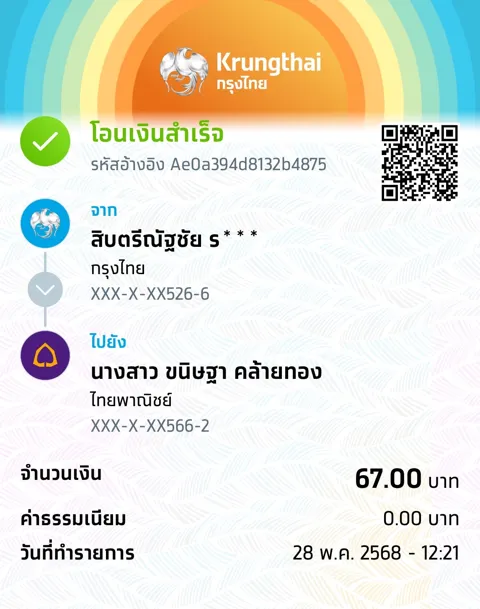 Krungthai
กรุงไทย
โอนเงินสำเร็จ
รหัสอ้างอิง Ae0a394d8132b4875
จาก
สิบตรีณัฐชัย ร***
กรุงไทย
XXX-X-XX526-6
ไปยัง
นางสาว ขนิษฐา คล้ายทอง
ไทยพาณิชย์
XXX-X-XX566-2
จำนวนเงิน 67.00 บาท
ค่าธรรมเนียม 0.00 บาท
วันที่ทำรายการ 28 พ.ค. 2568 - 12:21